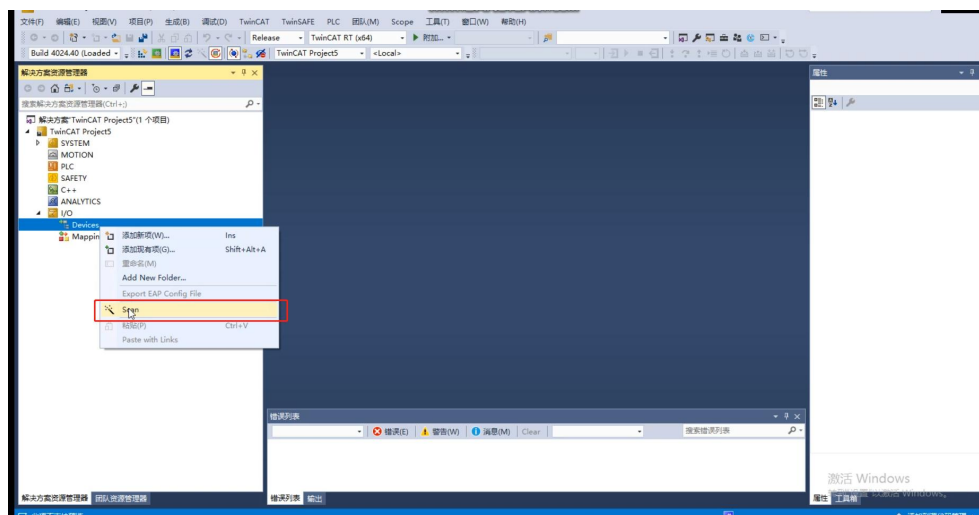 文件(F) 编辑(E) 视图(V) 项目(P) 生成(B) 调试(D) TwinCAT TwinSAFE PLC 团队(M) Scope 工具(T) 窗口(W) 帮助(H)
Release TwinCAT RT (x64) 附加...
Build 4024.40 (Loaded TwinCAT Project5 <Local>
解决方案资源管理器
搜索解决方案资源管理器(Ctrl+;)
解决方案"TwinCAT Project5"(1 个项目)
TwinCAT Project5
SYSTEM
MOTION
PLC
SAFETY
C++
ANALYTICS
I/O
Devices
Mappin
添加新项(W)... Ins
添加现有项(G)... Shift+Alt+A
重命名(M)
Add New Folder...
Export EAP Config File
Scan
粘贴(P) Ctrl+V
Paste with Links
属性
错误列表
错误(E) 警告(W) 消息(M) Clear 搜索错误列表
解决方案资源管理器 团队资源管理器
错误列表 输出
激活 Windows
属性 工具箱